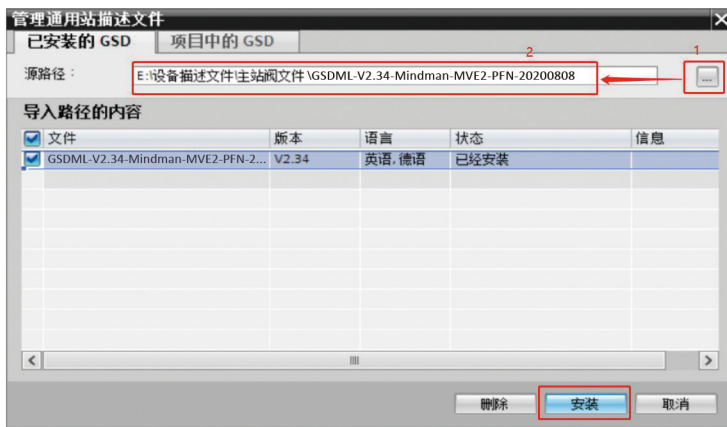 管理通用站描述文件
已安装的 GSD 项目中的 GSD
2 1
源路径： E:\设备描述文件\主站阀文件\GSDML-V2.34-Mindman-MVE2-PFN-20200808 ...
导入路径的内容
文件 版本 语言 状态 信息
GSDML-V2.34-Mindman-MVE2-PFN-2... V2.34 英语, 德语 已经安装
删除 安装 取消